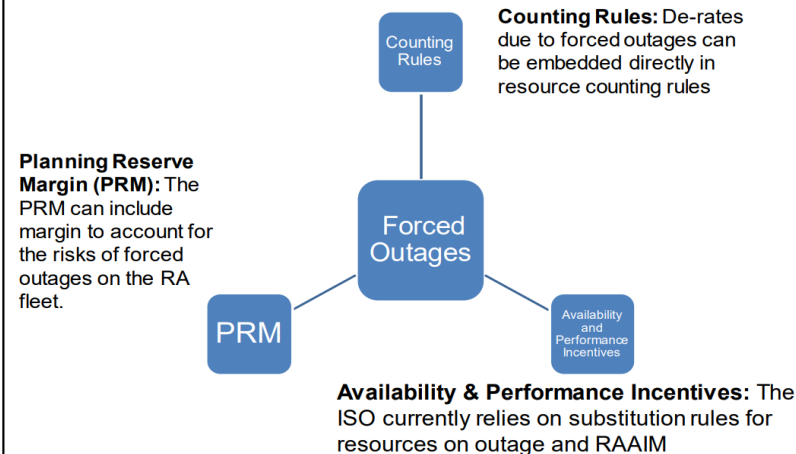 Counting
Rules
Counting Rules: De-rates
due to forced outages can
be embedded directly in
resource counting rules
Planning Reserve
Margin (PRM): The
PRM can include
margin to account for
the risks of forced
outages on the RA
fleet.
Forced
Outages
PRM
Availability
and
Performance
Incentives
Availability & Performance Incentives: The
ISO currently relies on substitution rules for
resources on outage and RAAIM